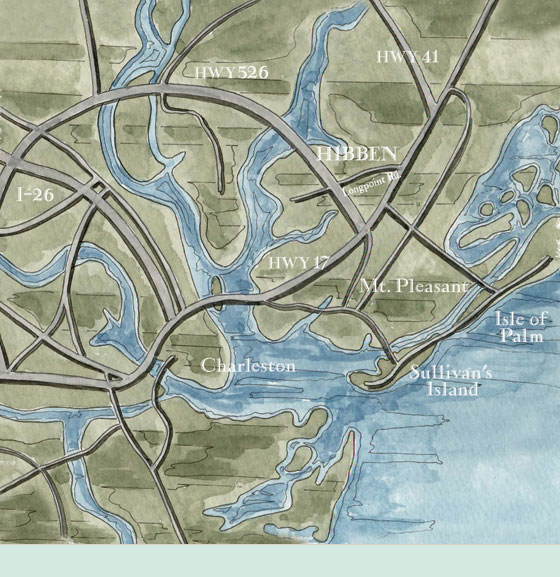 HWY 526
HWY 41
HIBBEN
Longpoint Rd.
I-26
HWY 17
Mt. Pleasant
Isle of
Palm
Charleston
Sullivan's
Island